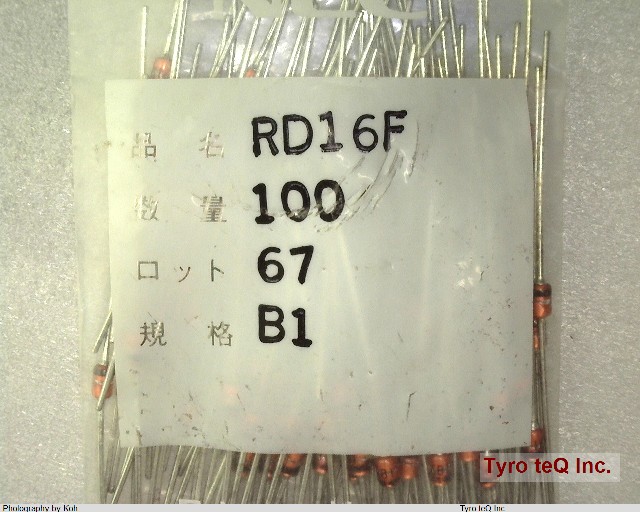 NEC
品名 RD16F
数量 100
ロット 67
規格 B1
Tyro teQ Inc.
Photography by Koh
Tyro teQ Inc